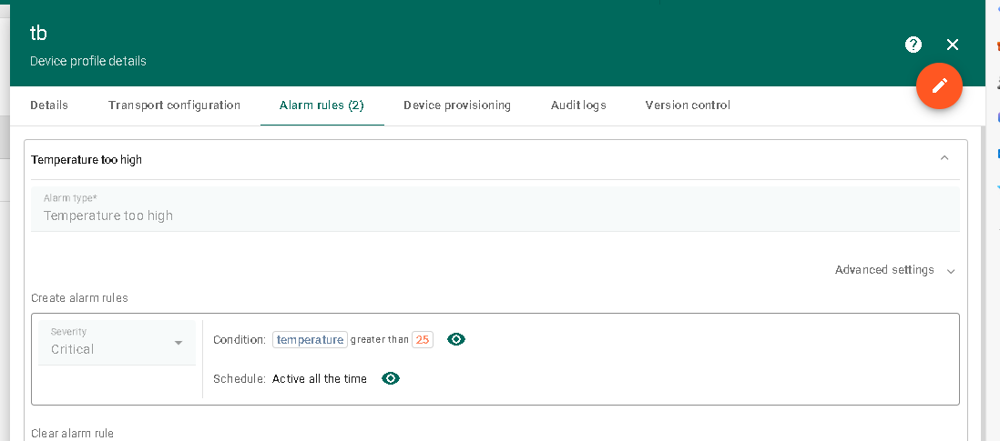 tb
Device profile details
Details Transport configuration Alarm rules (2) Device provisioning Audit logs Version control
Temperature too high
Alarm type*
Temperature too high
Advanced settings
Create alarm rules
Severity
Critical
Condition: temperature greater than 25
Schedule: Active all the time
Clear alarm rule